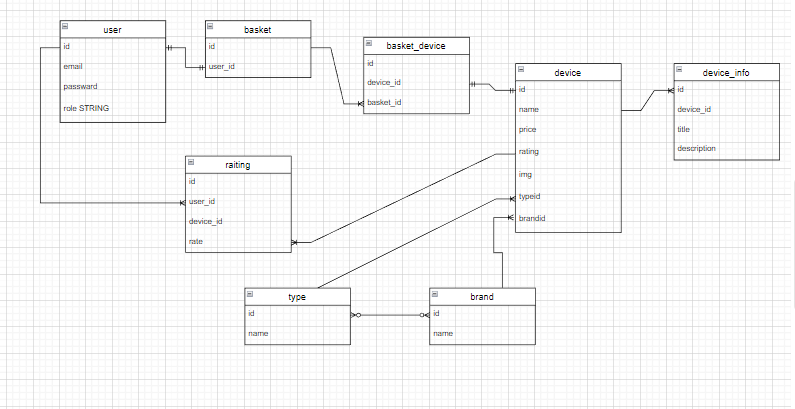 user
id
email
passward
role STRING
basket
id
user_id
basket_device
id
device_id
basket_id
device
id
name
price
rating
img
typeid
brandid
device_info
id
device_id
title
description
raiting
id
user_id
device_id
rate
type
id
name
brand
id
name